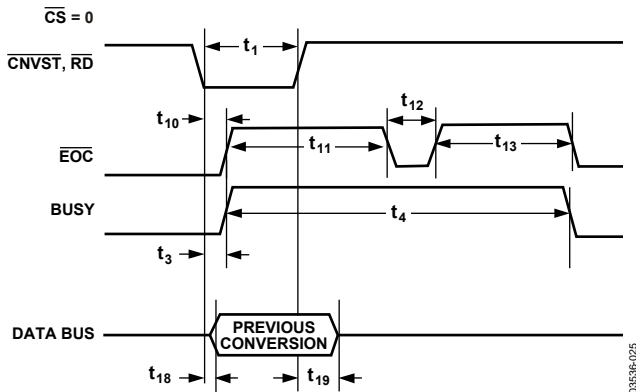 CS = 0
CNVST, RD
t1
t10
t12
EOC
t11
t13
BUSY
t4
t3
DATA BUS
PREVIOUS
CONVERSION
t18
t19
03536-025